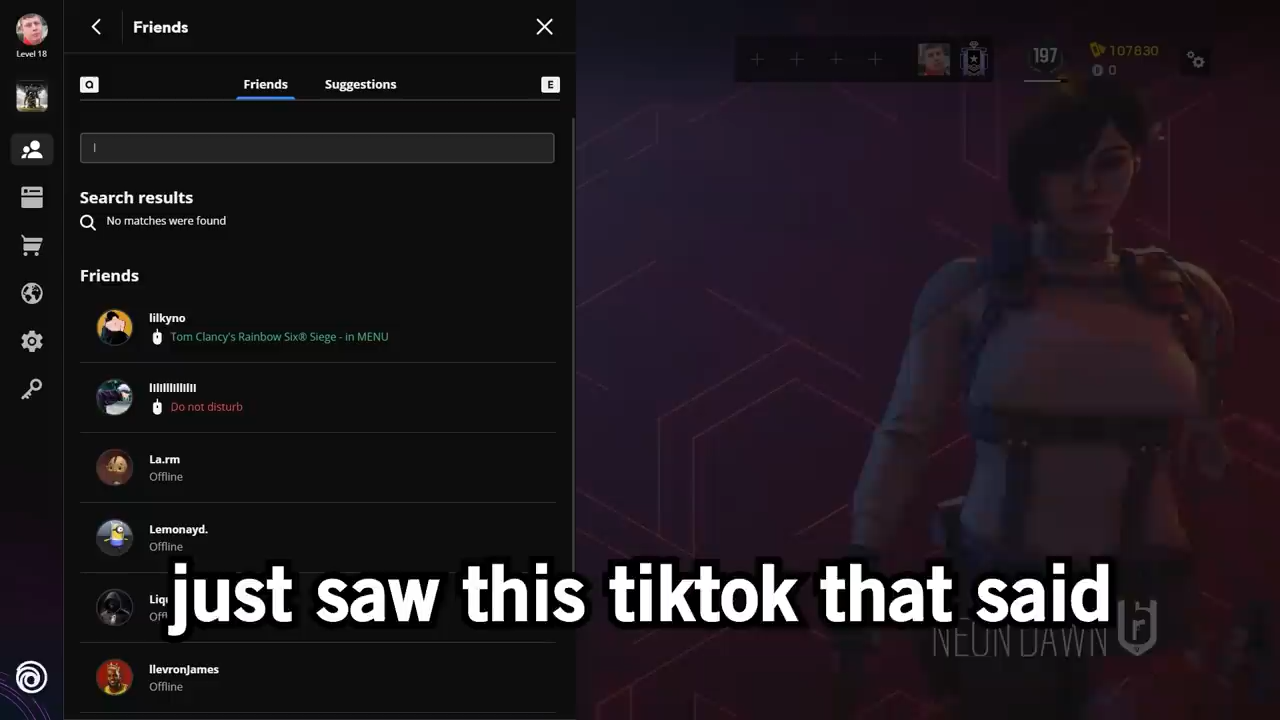 Friends
Level 18
197
107830
0
Q
Friends
Suggestions
E
l
Search results
No matches were found
Friends
lilkyno
Tom Clancy's Rainbow Six® Siege - in MENU
Do not disturb
La.rm
Offline
Lemonayd.
Offline
just saw this tiktok that said
NEON DAWN
llevronJames
Offline